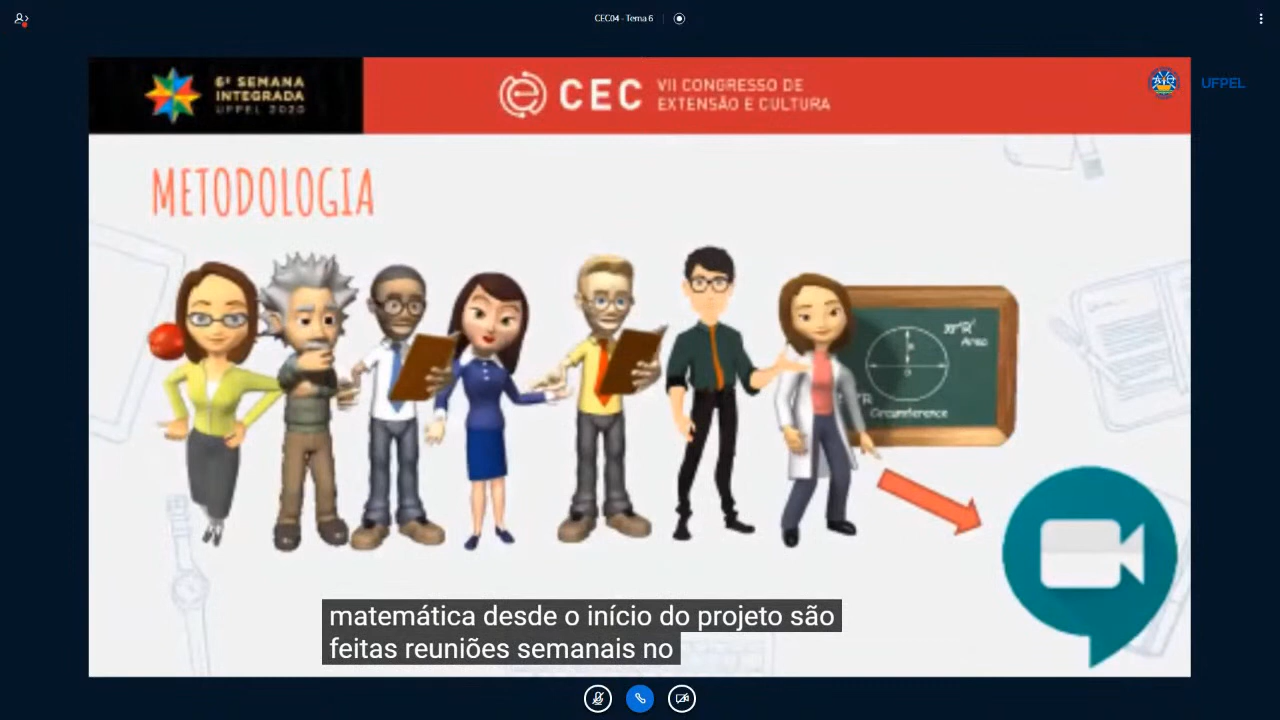 CEC04 - Tema 6
6ª SEMANA
INTEGRADA
UFPEL 2020
CEC
VII CONGRESSO DE
EXTENSÃO E CULTURA
UFPEL
METODOLOGIA
Area
Circumference
matemática desde o início do projeto são
feitas reuniões semanais no